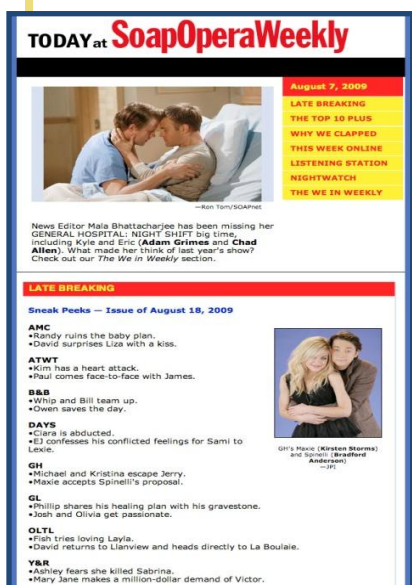 TODAY at SoapOperaWeekly
August 7, 2009
LATE BREAKING
THE TOP 10 PLUS
WHY WE CLAPPED
THIS WEEK ONLINE
LISTENING STATION
NIGHTWATCH
THE WE IN WEEKLY
—Ron Tom/SOAPnet
News Editor Mala Bhattacharjee has been missing her
GENERAL HOSPITAL: NIGHT SHIFT big time,
including Kyle and Eric (Adam Grimes and Chad
Allen). What made her think of last year's show?
Check out our The We in Weekly section.
LATE BREAKING
Sneak Peeks — Issue of August 18, 2009
AMC
•Randy ruins the baby plan.
•David surprises Liza with a kiss.
ATWT
•Kim has a heart attack.
•Paul comes face-to-face with James.
B&B
•Whip and Bill team up.
•Owen saves the day.
DAYS
•Ciara is abducted.
•EJ confesses his conflicted feelings for Sami to
Lexie.
GH
•Michael and Kristina escape Jerry.
•Maxie accepts Spinelli's proposal.
GL
•Phillip shares his healing plan with his gravestone.
•Josh and Olivia get passionate.
OLTL
•Fish tries loving Layla.
•David returns to Llanview and heads directly to La Boulaie.
Y&R
•Ashley fears she killed Sabrina.
•Mary Jane makes a million-dollar demand of Victor.
GH's Maxie (Kirsten Storms)
and Spinelli (Bradford
Anderson)
—JPI